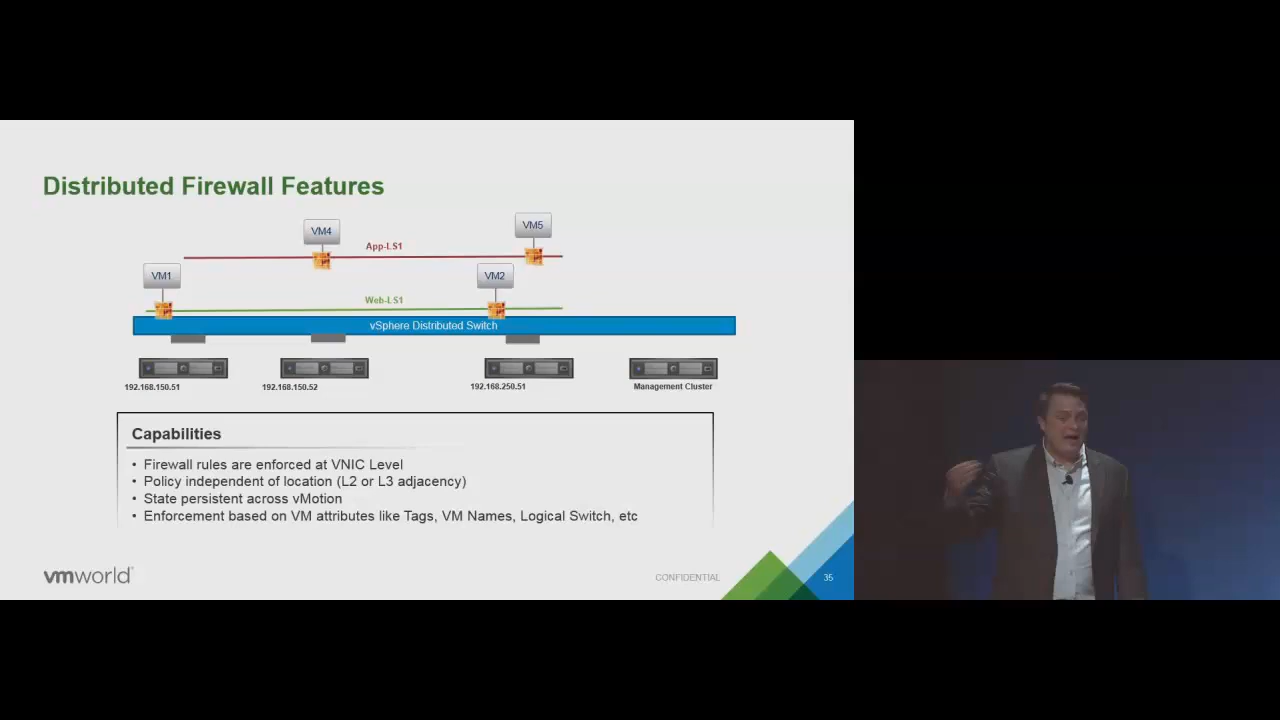 Distributed Firewall Features
VM4
VM5
App-LS1
VM1
VM2
Web-LS1
vSphere Distributed Switch
192.168.150.51
192.168.150.52
192.168.250.51
Management Cluster
Capabilities
• Firewall rules are enforced at VNIC Level
• Policy independent of location (L2 or L3 adjacency)
• State persistent across vMotion
• Enforcement based on VM attributes like Tags, VM Names, Logical Switch, etc
vmworld®
CONFIDENTIAL
35